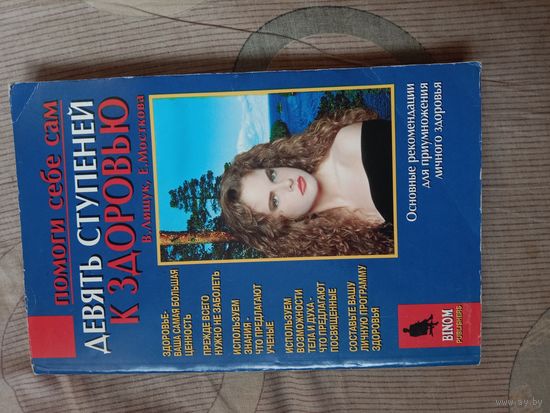 помоги себе сам
ДЕВЯТЬ СТУПЕНЕЙ
К ЗДОРОВЬЮ
В.Лищук, Е.Мосткова
ЗДОРОВЬЕ-
ВАША САМАЯ БОЛЬШАЯ
ЦЕННОСТЬ
ПРЕЖДЕ ВСЕГО
НУЖНО НЕ ЗАБОЛЕТЬ
ИСПОЛЬЗУЕМ
ЗНАНИЯ -
ЧТО ПРЕДЛАГАЮТ
УЧЕНЫЕ
ИСПОЛЬЗУЕМ
ВОЗМОЖНОСТИ
ТЕЛА И ДУХА -
ЧТО ПРЕДЛАГАЮТ
ПОСВЯЩЕННЫЕ
СОСТАВЬТЕ ВАШУ
ЛИЧНУЮ ПРОГРАММУ
ЗДОРОВЬЯ
Основные рекомендации
для приумножения
личного здоровья
BINOM
PUBLISHERS
ay.by